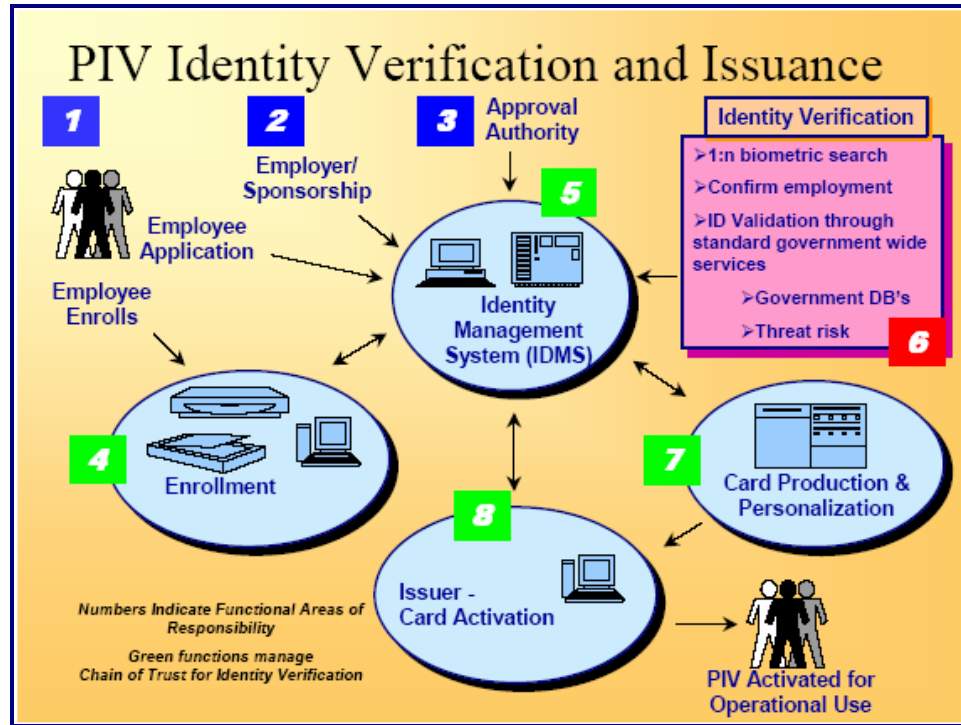 PIV Identity Verification and Issuance
1
2
3
Approval
Authority
Identity Verification
➢1:n biometric search
➢Confirm employment
➢ID Validation through
standard government wide
services
➢Government DB's
➢Threat risk
6
Employer/
Sponsorship
5
Employee
Application
Identity
Management
System (IDMS)
Employee
Enrolls
4
Enrollment
7
Card Production &
Personalization
8
Issuer -
Card Activation
Numbers Indicate Functional Areas of
Responsibility
Green functions manage
Chain of Trust for Identity Verification
PIV Activated for
Operational Use